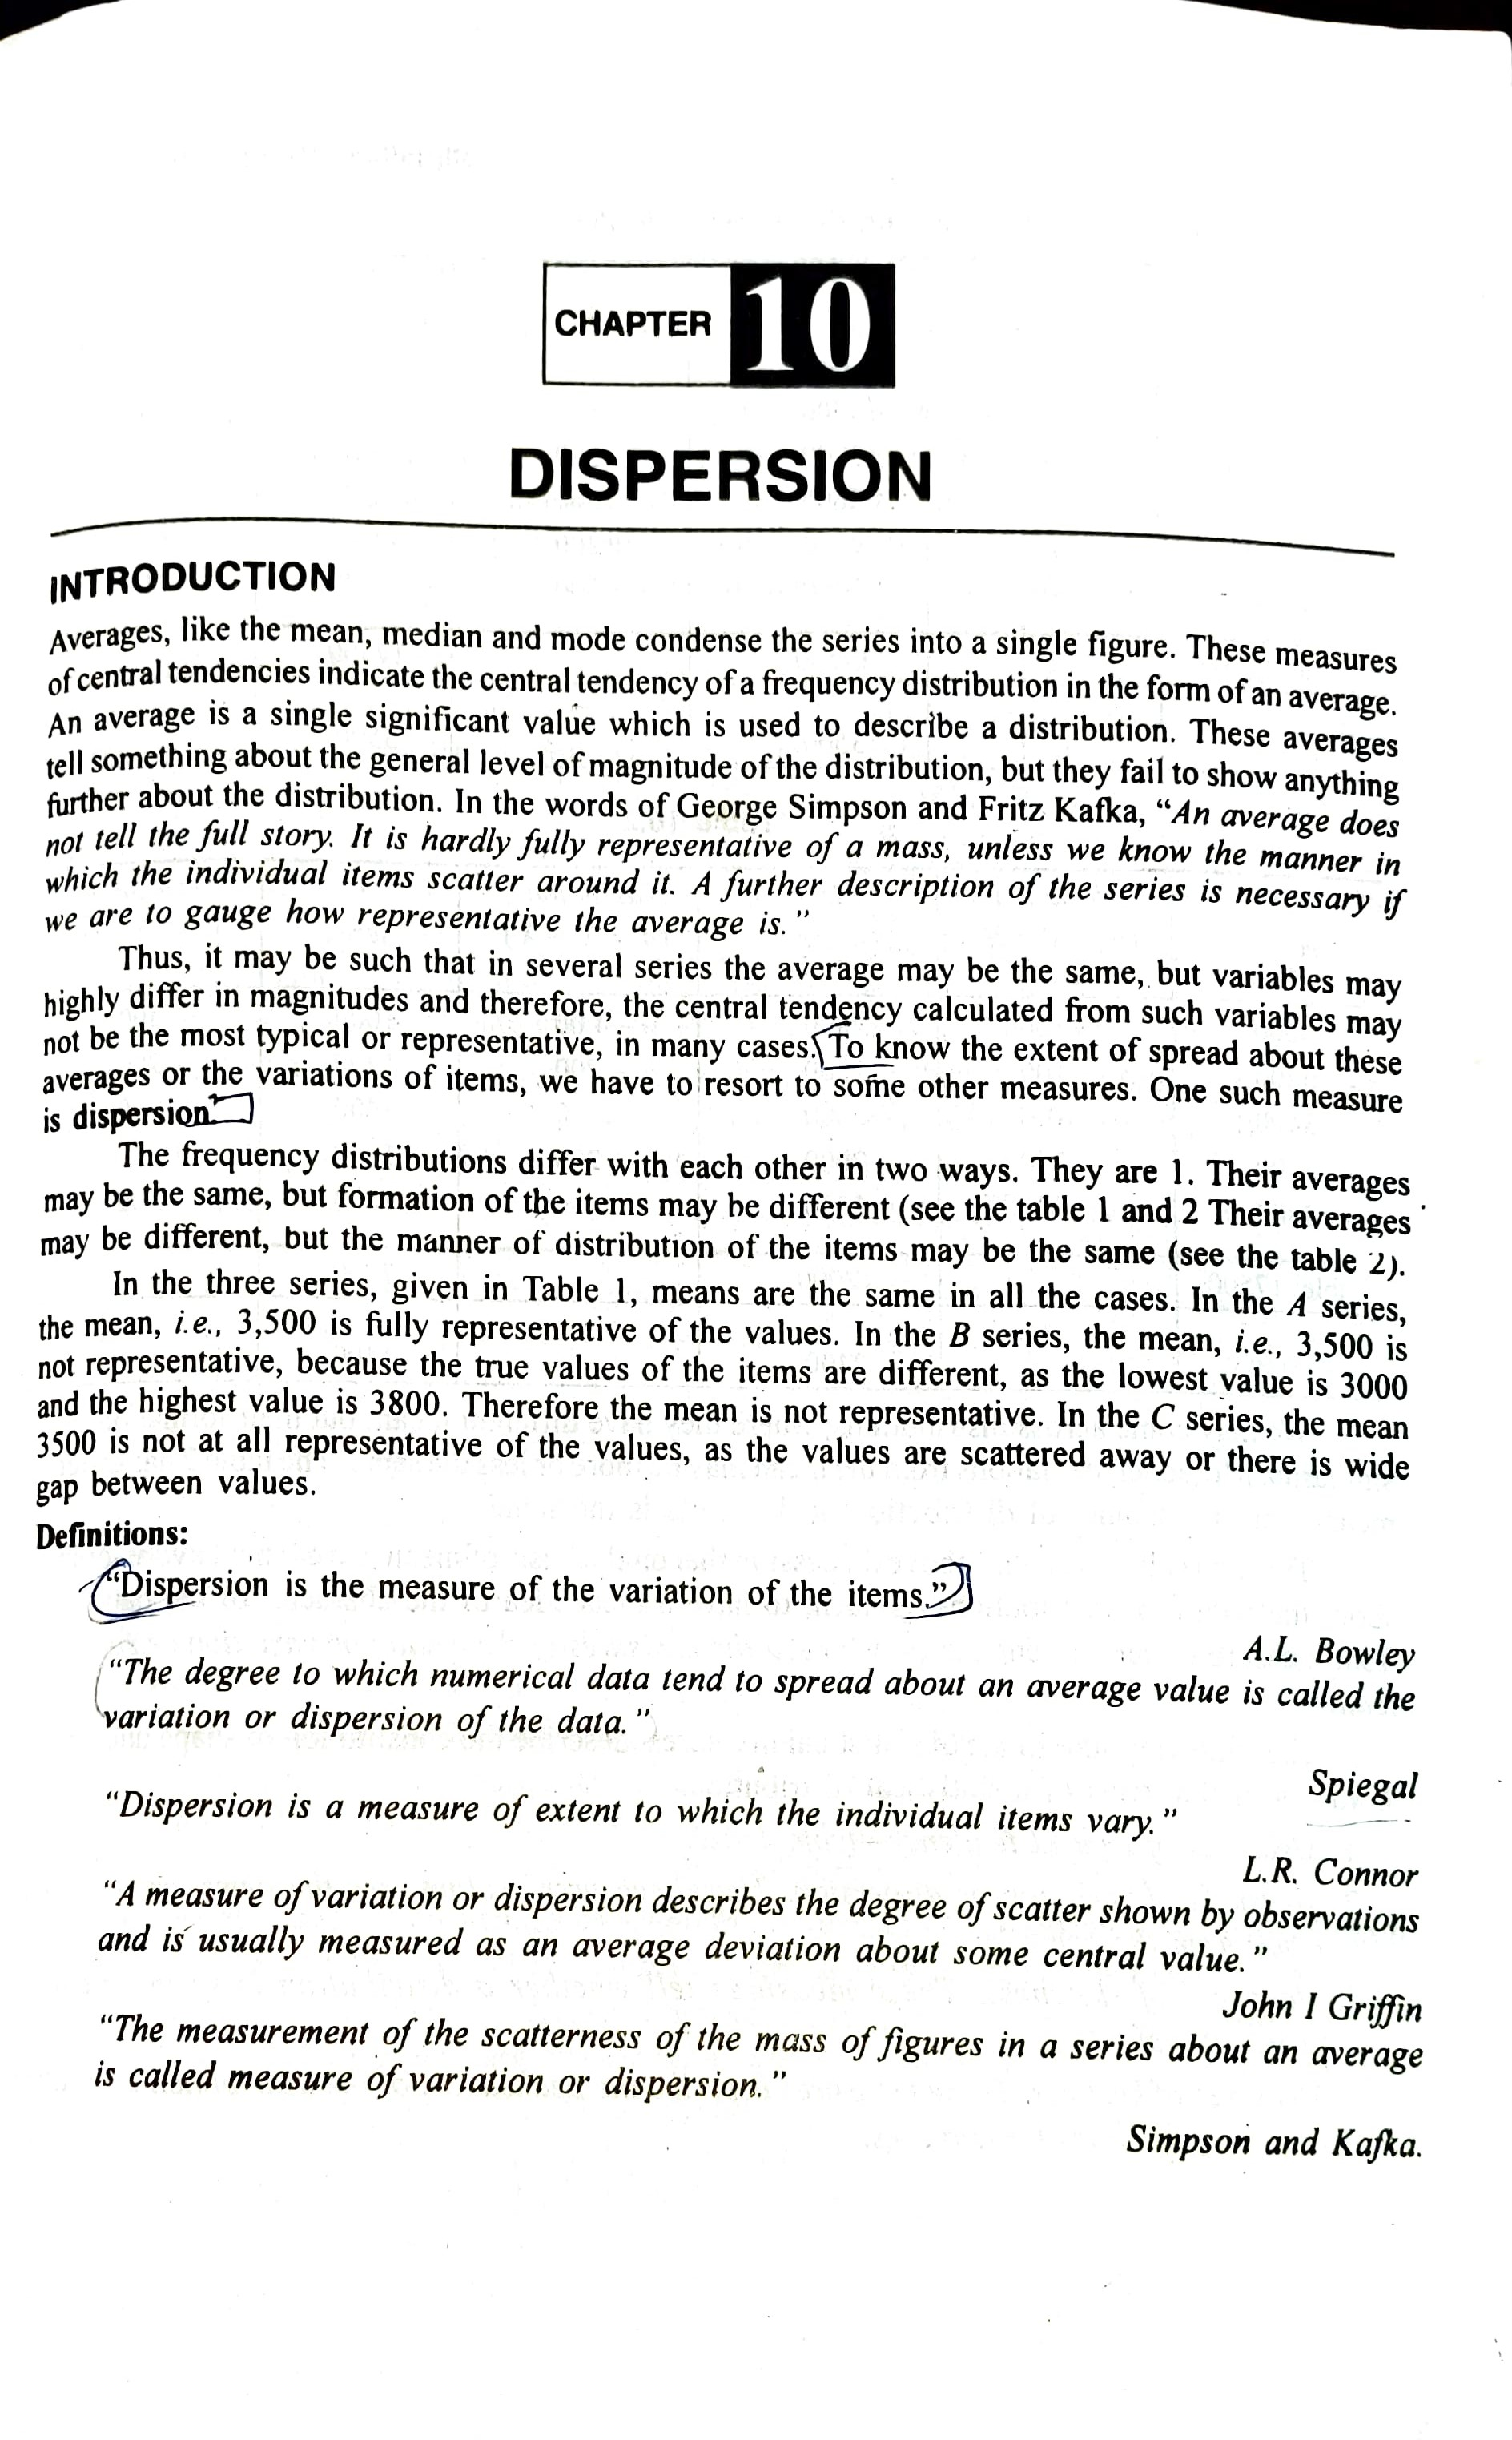 CHAPTER 10
DISPERSION
INTRODUCTION
Averages, like the mean, median and mode condense the series into a single figure. These measures
of central tendencies indicate the central tendency of a frequency distribution in the form of an average.
An average is a single significant value which is used to describe a distribution. These averages
tell something about the general level of magnitude of the distribution, but they fail to show anything
further about the distribution. In the words of George Simpson and Fritz Kafka, “An average does
not tell the full story. It is hardly fully representative of a mass, unless we know the manner in
which the individual items scatter around it. A further description of the series is necessary if
we are to gauge how representative the average is.”
Thus, it may be such that in several series the average may be the same, but variables may
highly differ in magnitudes and therefore, the central tendency calculated from such variables may
not be the most typical or representative, in many cases. To know the extent of spread about these
averages or the variations of items, we have to resort to some other measures. One such measure
is dispersion.
The frequency distributions differ with each other in two ways. They are 1. Their averages
may be the same, but formation of the items may be different (see the table 1 and 2 Their averages
may be different, but the manner of distribution of the items may be the same (see the table 2).
In the three series, given in Table 1, means are the same in all the cases. In the A series,
the mean, i.e., 3,500 is fully representative of the values. In the B series, the mean, i.e., 3,500 is
not representative, because the true values of the items are different, as the lowest value is 3000
and the highest value is 3800. Therefore the mean is not representative. In the C series, the mean
3500 is not at all representative of the values, as the values are scattered away or there is wide
gap between values.
Definitions:
“Dispersion is the measure of the variation of the items.”
A.L. Bowley
“The degree to which numerical data tend to spread about an average value is called the
variation or dispersion of the data.”
Spiegal
“Dispersion is a measure of extent to which the individual items vary.”
L.R. Connor
“A measure of variation or dispersion describes the degree of scatter shown by observations
and is usually measured as an average deviation about some central value.”
John I Griffin
“The measurement of the scatterness of the mass of figures in a series about an average
is called measure of variation or dispersion.”
Simpson and Kafka.